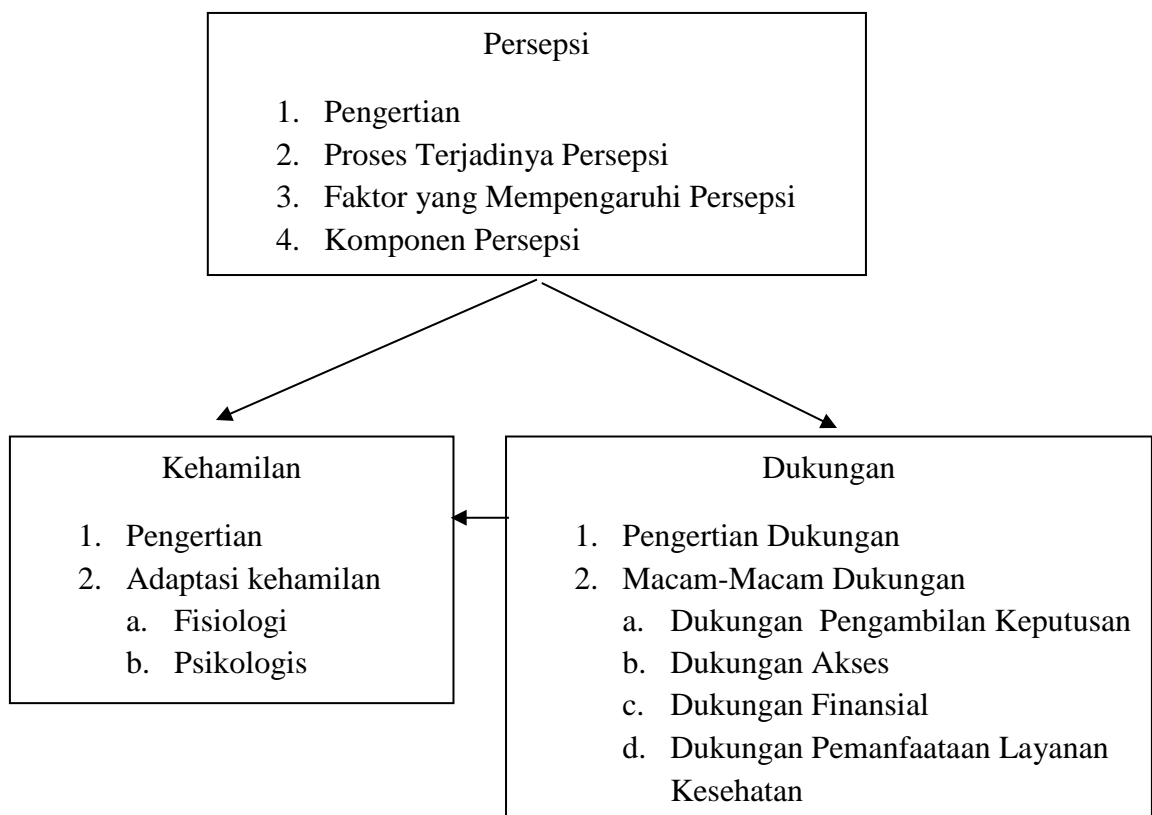 Persepsi
1. Pengertian
2. Proses Terjadinya Persepsi
3. Faktor yang Mempengaruhi Persepsi
4. Komponen Persepsi
Kehamilan
1. Pengertian
2. Adaptasi kehamilan
a. Fisiologi
b. Psikologis
Dukungan
1. Pengertian Dukungan
2. Macam-Macam Dukungan
a. Dukungan Pengambilan Keputusan
b. Dukungan Akses
c. Dukungan Finansial
d. Dukungan Pemanfaataan Layanan
Kesehatan